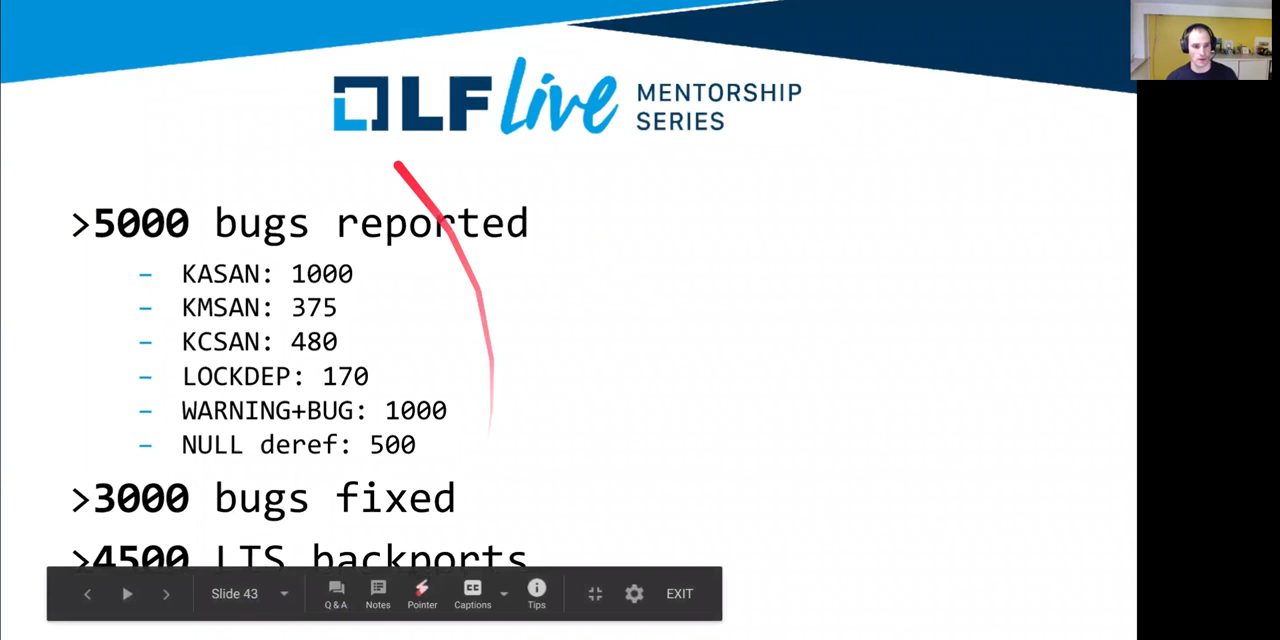 LF Live MENTORSHIP
SERIES
>5000 bugs reported
– KASAN: 1000
– KMSAN: 375
– KCSAN: 480
– LOCKDEP: 170
– WARNING+BUG: 1000
– NULL deref: 500
>3000 bugs fixed
>4500 LTS backports
Slide 43
Q & A Notes Pointer CC Captions Tips EXIT